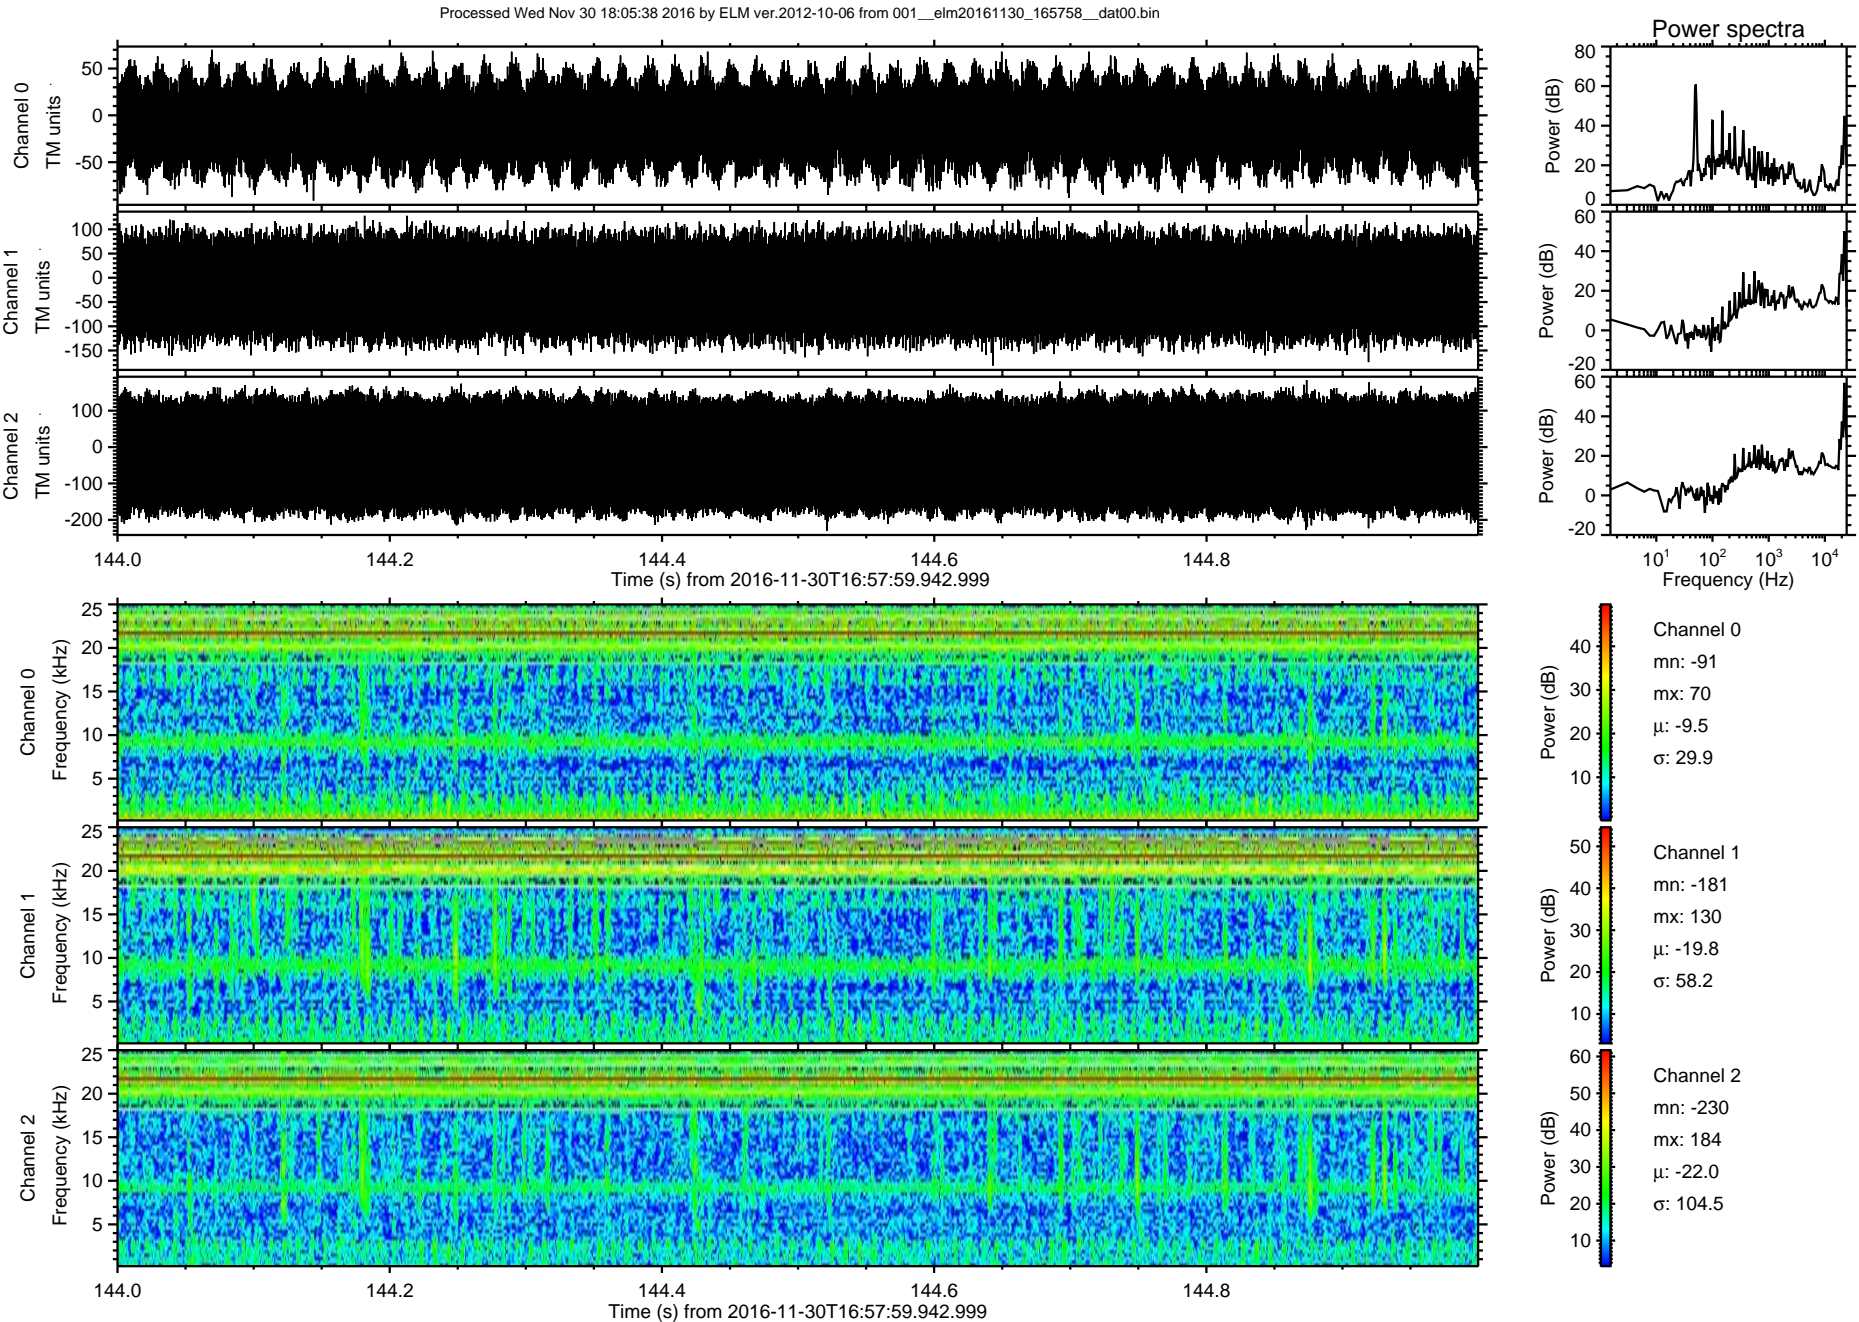 Processed Wed Nov 30 18:05:38 2016 by ELM ver.2012-10-06 from 001__elm20161130_165758__dat00.bin
Power spectra
Channel 0
TM units
50
0
-50
Power (dB)
80
60
40
20
0
Channel 1
TM units
100
50
0
-50
-100
-150
Power (dB)
60
40
20
0
-20
Channel 2
TM units
100
0
-100
-200
Power (dB)
60
40
20
0
-20
144.0 144.2 144.4 144.6 144.8
Time (s) from 2016-11-30T16:57:59.942.999
10^1 10^2 10^3 10^4
Frequency (Hz)
Channel 0
Frequency (kHz)
25
20
15
10
5
Power (dB)
40
30
20
10
Channel 0
mn: -91
mx: 70
μ: -9.5
σ: 29.9
Channel 1
Frequency (kHz)
25
20
15
10
5
Power (dB)
50
40
30
20
10
Channel 1
mn: -181
mx: 130
μ: -19.8
σ: 58.2
Channel 2
Frequency (kHz)
25
20
15
10
5
Power (dB)
60
50
40
30
20
10
Channel 2
mn: -230
mx: 184
μ: -22.0
σ: 104.5
144.0 144.2 144.4 144.6 144.8
Time (s) from 2016-11-30T16:57:59.942.999